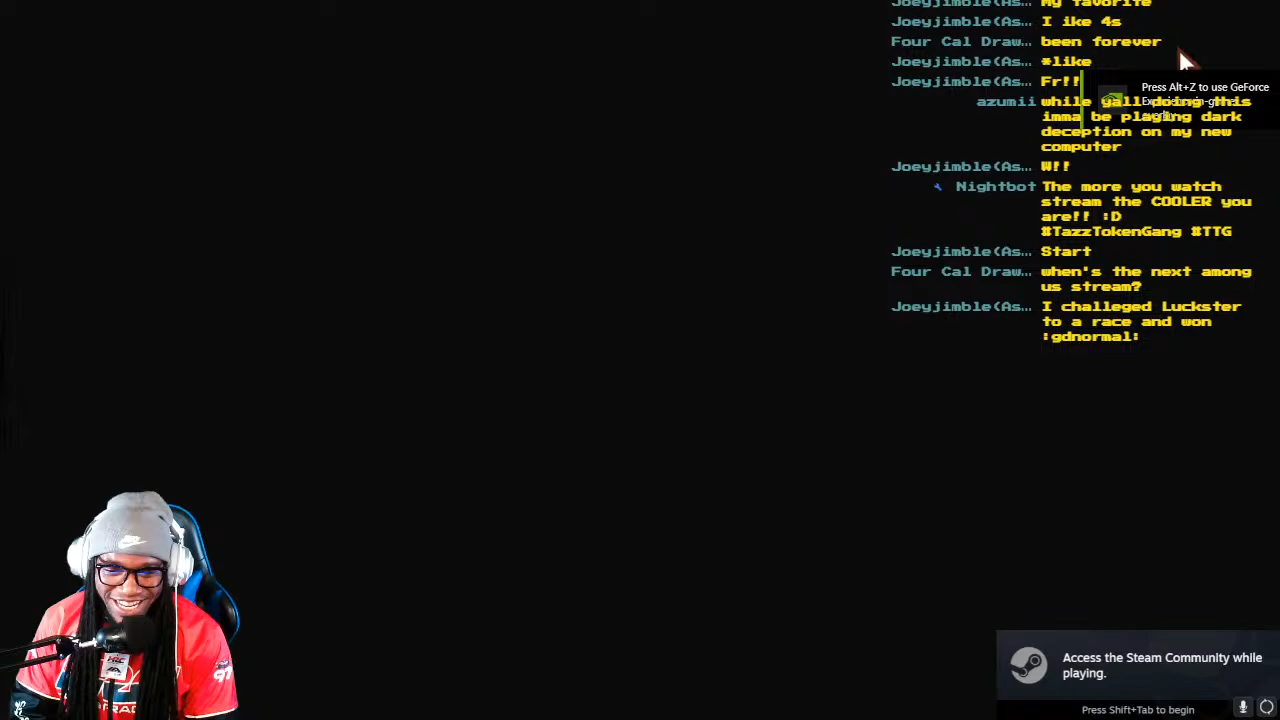 Joeyjimble(As… My favorite
Joeyjimble(As… I ike 4s
Four Cal Draw… been forever
Joeyjimble(As… *like
Joeyjimble(As… Fr!!
Press Alt+Z to use GeForce
azumii while yall doing this
imma be playing dark
deception on my new
computer
Joeyjimble(As… W!!
Nightbot The more you watch
stream the COOLER you
are!! :D
#TazzTokenGang #TTG
Joeyjimble(As… Start
Four Cal Draw… when's the next among
us stream?
Joeyjimble(As… I challeged Luckster
to a race and won
:gdnormal:
Access the Steam Community while
playing.
Press Shift+Tab to begin